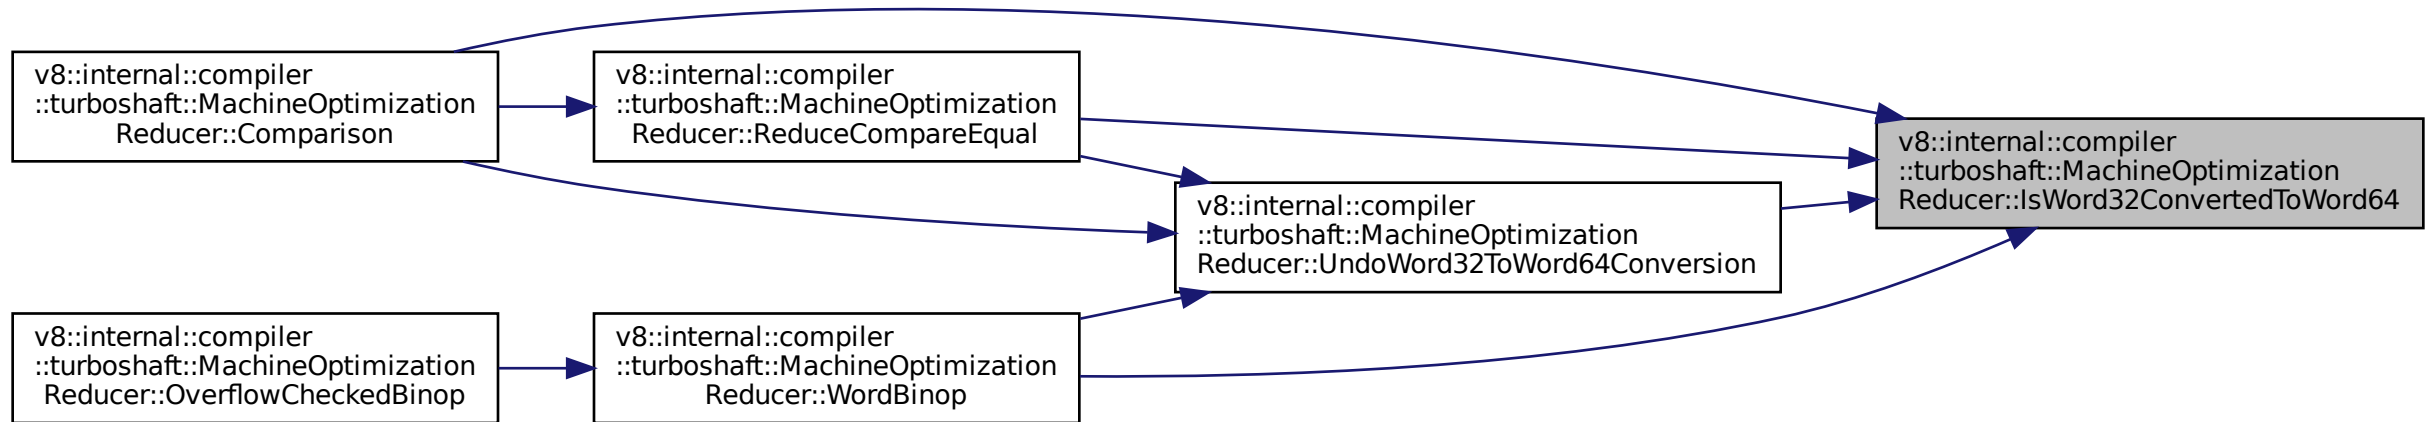 v8::internal::compiler
::turboshaft::MachineOptimization
Reducer::Comparison
v8::internal::compiler
::turboshaft::MachineOptimization
Reducer::ReduceCompareEqual
v8::internal::compiler
::turboshaft::MachineOptimization
Reducer::IsWord32ConvertedToWord64
v8::internal::compiler
::turboshaft::MachineOptimization
Reducer::UndoWord32ToWord64Conversion
v8::internal::compiler
::turboshaft::MachineOptimization
Reducer::OverflowCheckedBinop
v8::internal::compiler
::turboshaft::MachineOptimization
Reducer::WordBinop